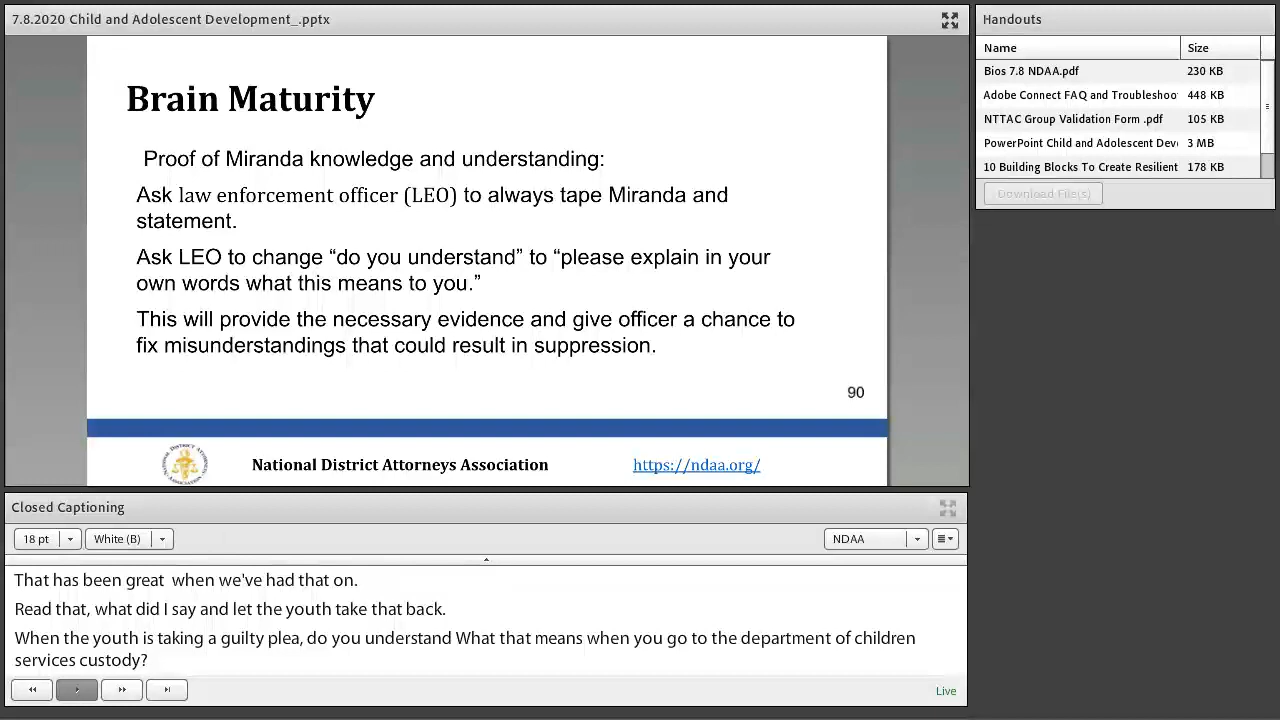 7.8.2020 Child and Adolescent Development_.pptx
Brain Maturity
Proof of Miranda knowledge and understanding:
Ask law enforcement officer (LEO) to always tape Miranda and
statement.
Ask LEO to change “do you understand” to “please explain in your
own words what this means to you.”
This will provide the necessary evidence and give officer a chance to
fix misunderstandings that could result in suppression.
90
National District Attorneys Association
https://ndaa.org/
Handouts
Name Size
Bios 7.8 NDAA.pdf 230 KB
Adobe Connect FAQ and Troubleshoo 448 KB
NTTAC Group Validation Form .pdf 105 KB
PowerPoint Child and Adolescent Dev 3 MB
10 Building Blocks To Create Resilient 178 KB
Download File(s)
Closed Captioning
18 pt White (B) NDAA
That has been great when we've had that on.
Read that, what did I say and let the youth take that back.
When the youth is taking a guilty plea, do you understand What that means when you go to the department of children
services custody?
Live